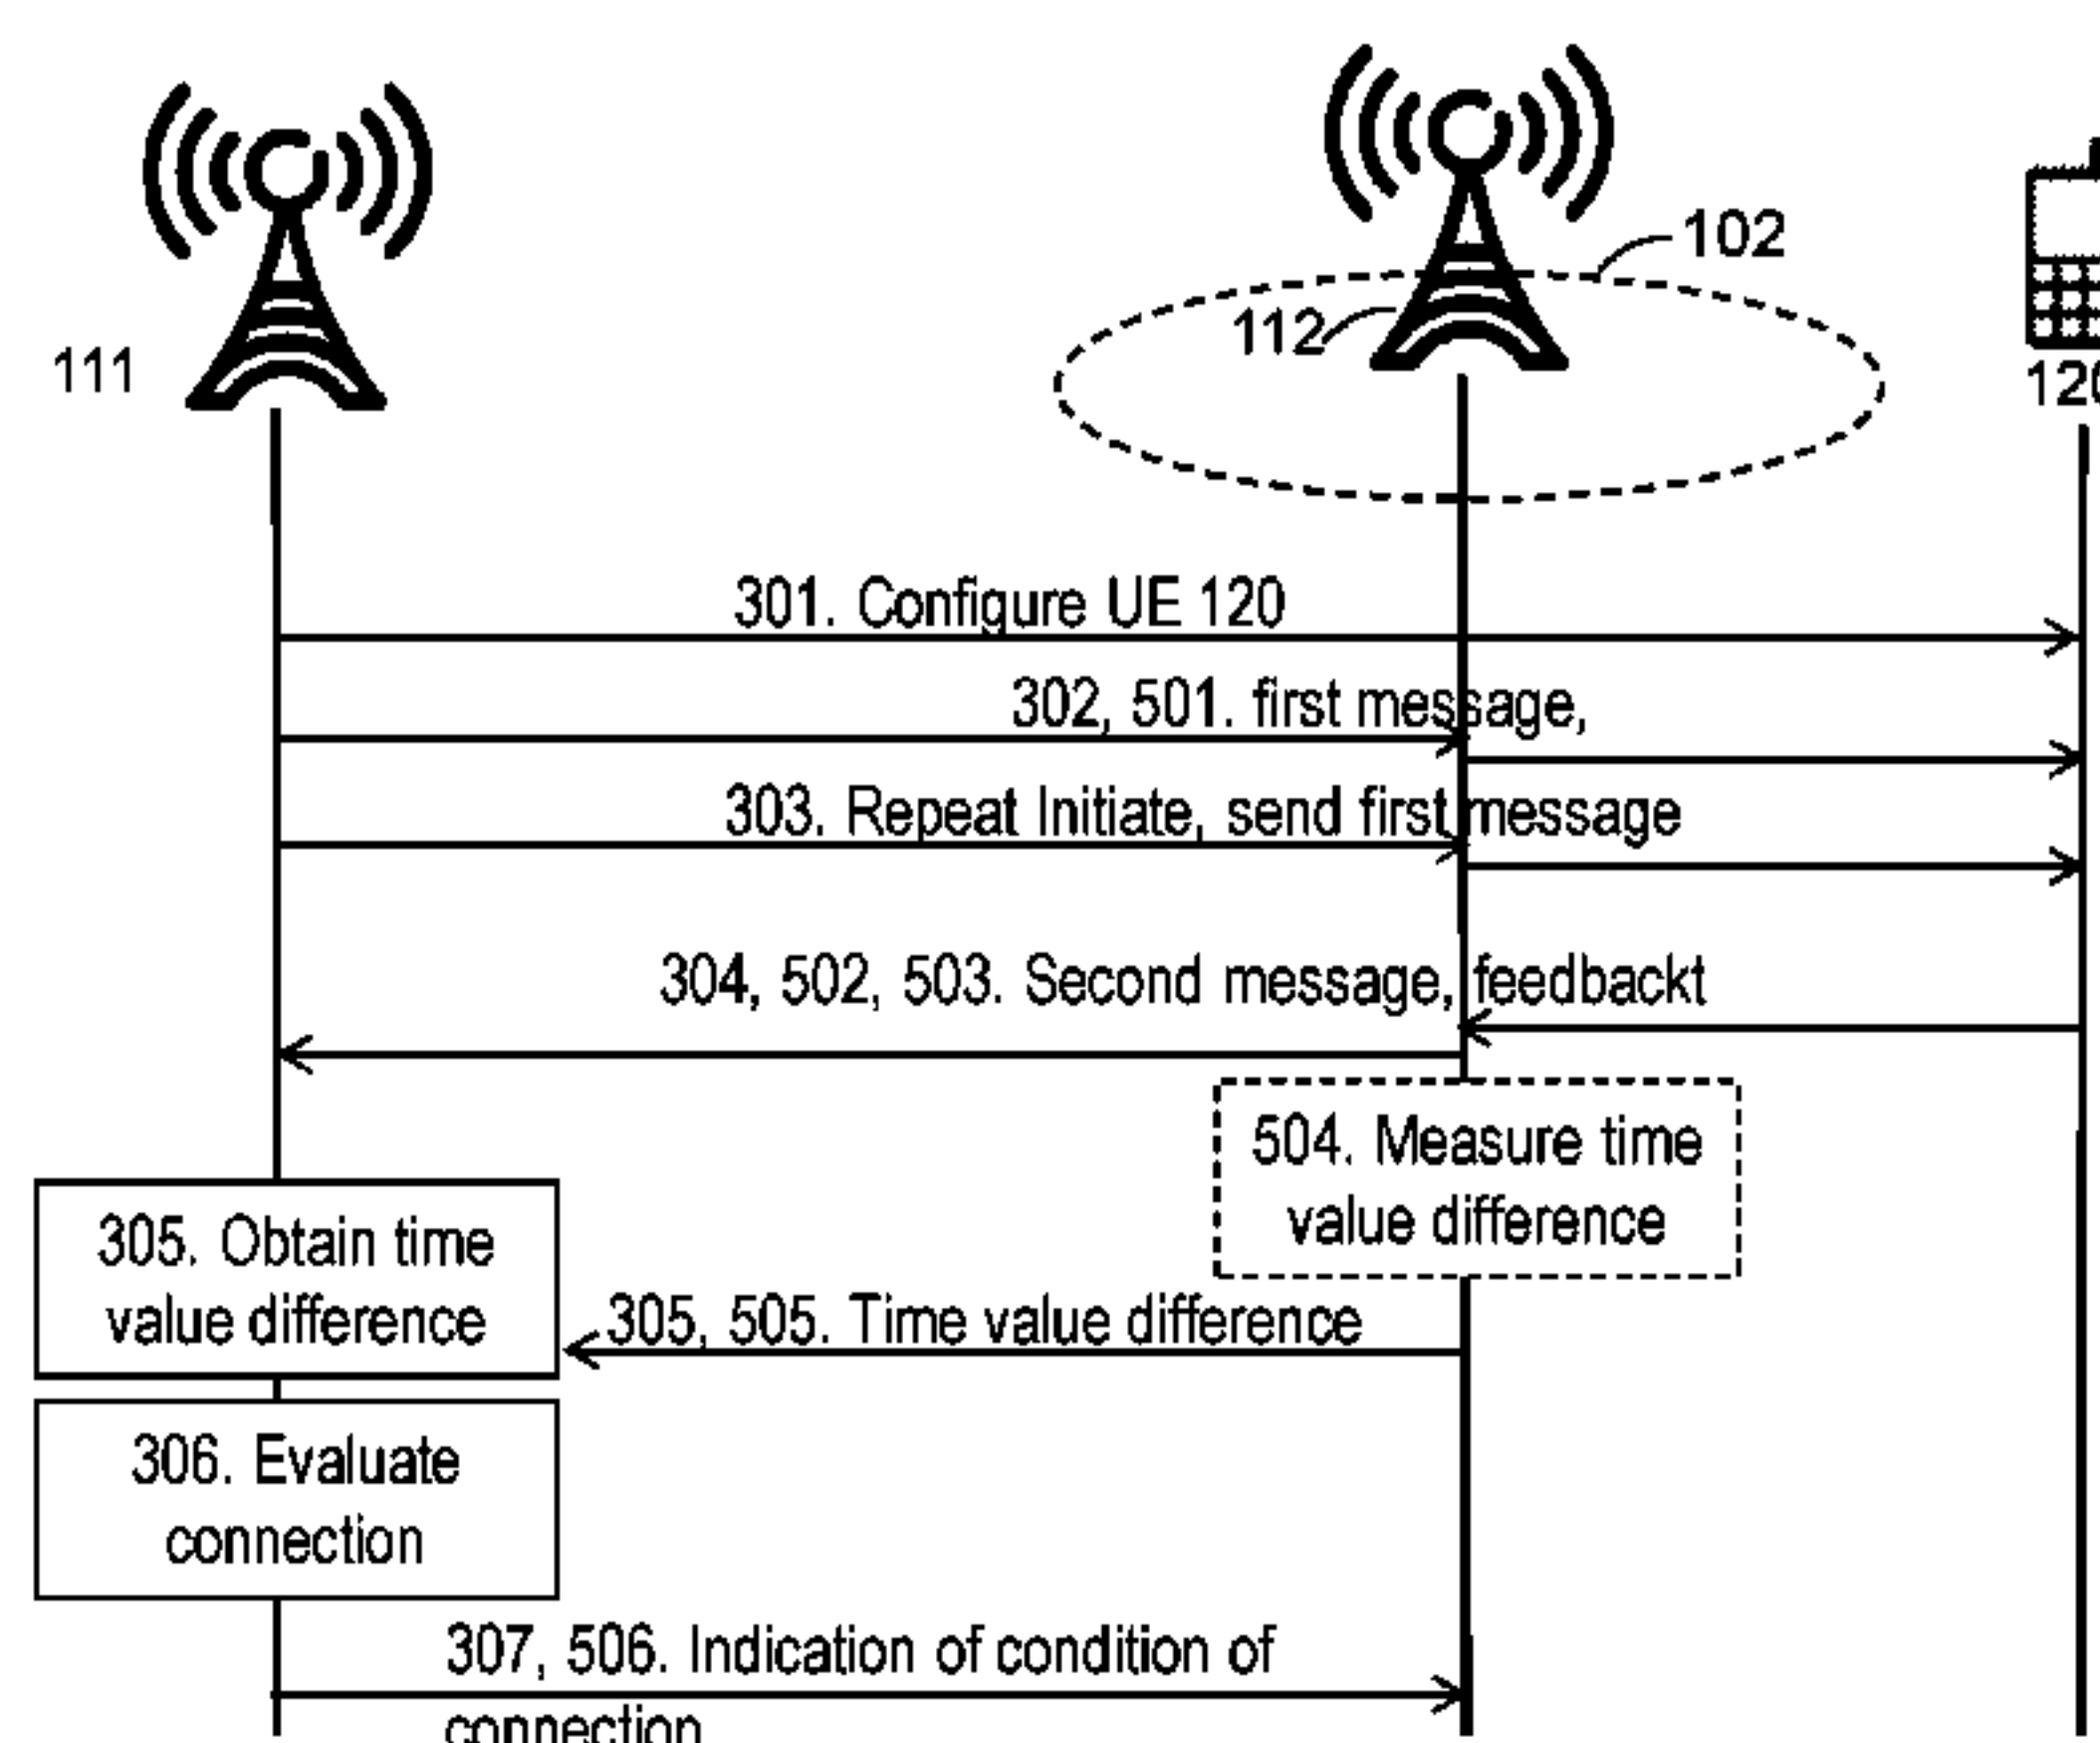 102
112
111
120
301. Configure UE 120
302, 501. first message,
303. Repeat Initiate, send first message
304, 502, 503. Second message, feedbackt
504. Measure time
value difference
305. Obtain time
value difference
305, 505. Time value difference
306. Evaluate
connection
307, 506. Indication of condition of
connection